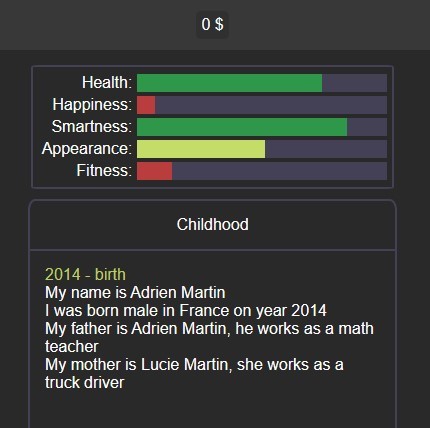 0 $
Health:
Happiness:
Smartness:
Appearance:
Fitness:
Childhood
2014 - birth
My name is Adrien Martin
I was born male in France on year 2014
My father is Adrien Martin, he works as a math
teacher
My mother is Lucie Martin, she works as a
truck driver